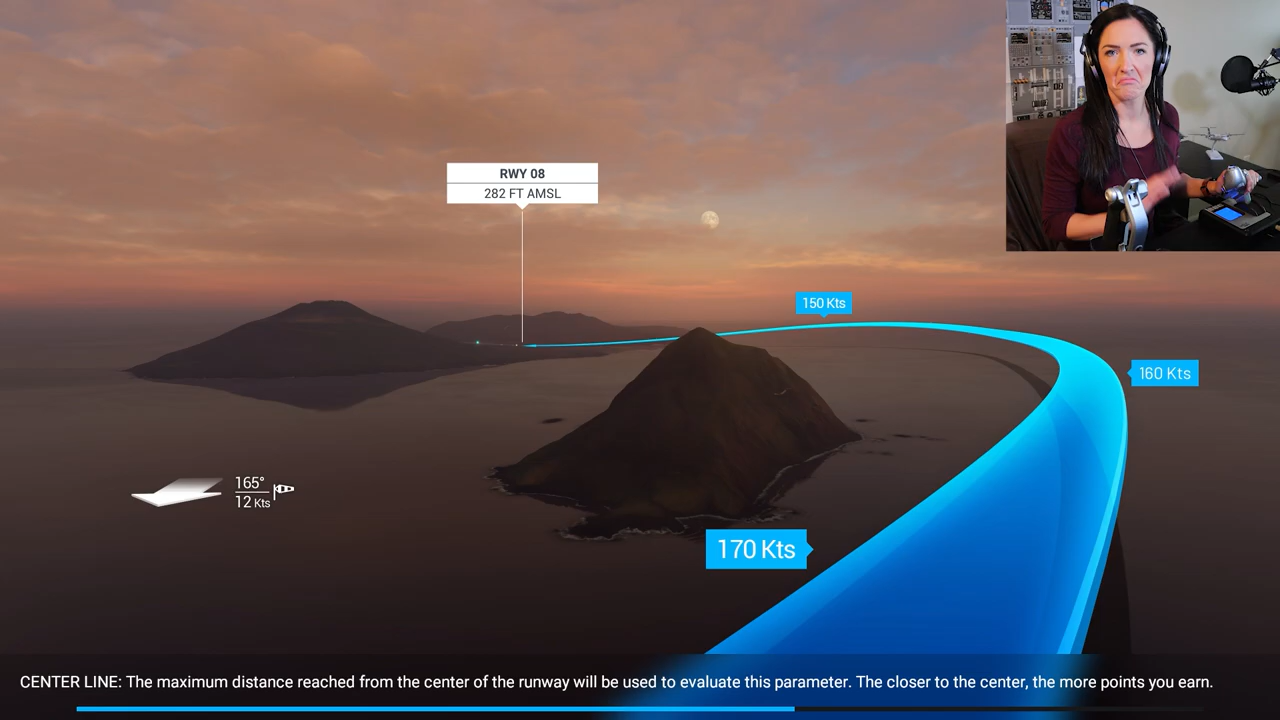 RWY 08
282 FT AMSL
150 Kts
160 Kts
165°
12 Kts
170 Kts
CENTER LINE: The maximum distance reached from the center of the runway will be used to evaluate this parameter. The closer to the center, the more points you earn.